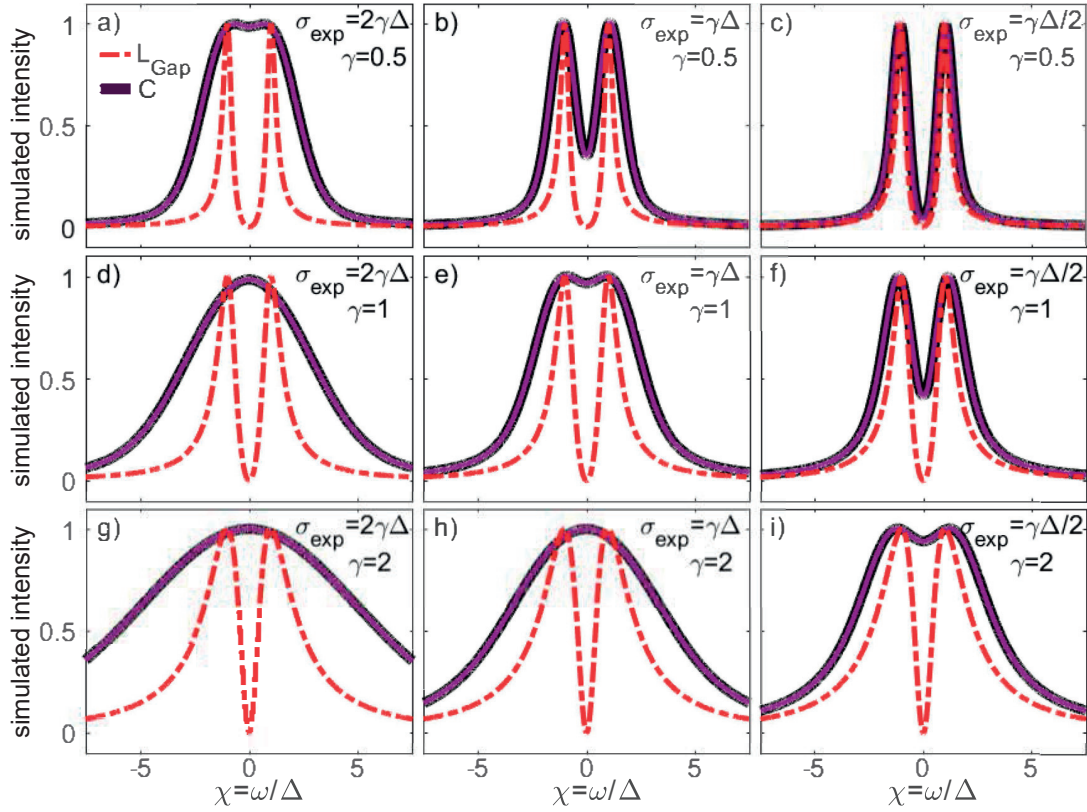 a) σexp=2γΔ
γ=0.5
LGap
C
b) σexp=γΔ
γ=0.5
c) σexp=γΔ/2
γ=0.5
simulated intensity
1
0.5
0
d) σexp=2γΔ
γ=1
e) σexp=γΔ
γ=1
f) σexp=γΔ/2
γ=1
simulated intensity
1
0.5
0
g) σexp=2γΔ
γ=2
h) σexp=γΔ
γ=2
i) σexp=γΔ/2
γ=2
simulated intensity
1
0.5
0
-5 0 5
-5 0 5
-5 0 5
χ=ω/Δ
χ=ω/Δ
χ=ω/Δ